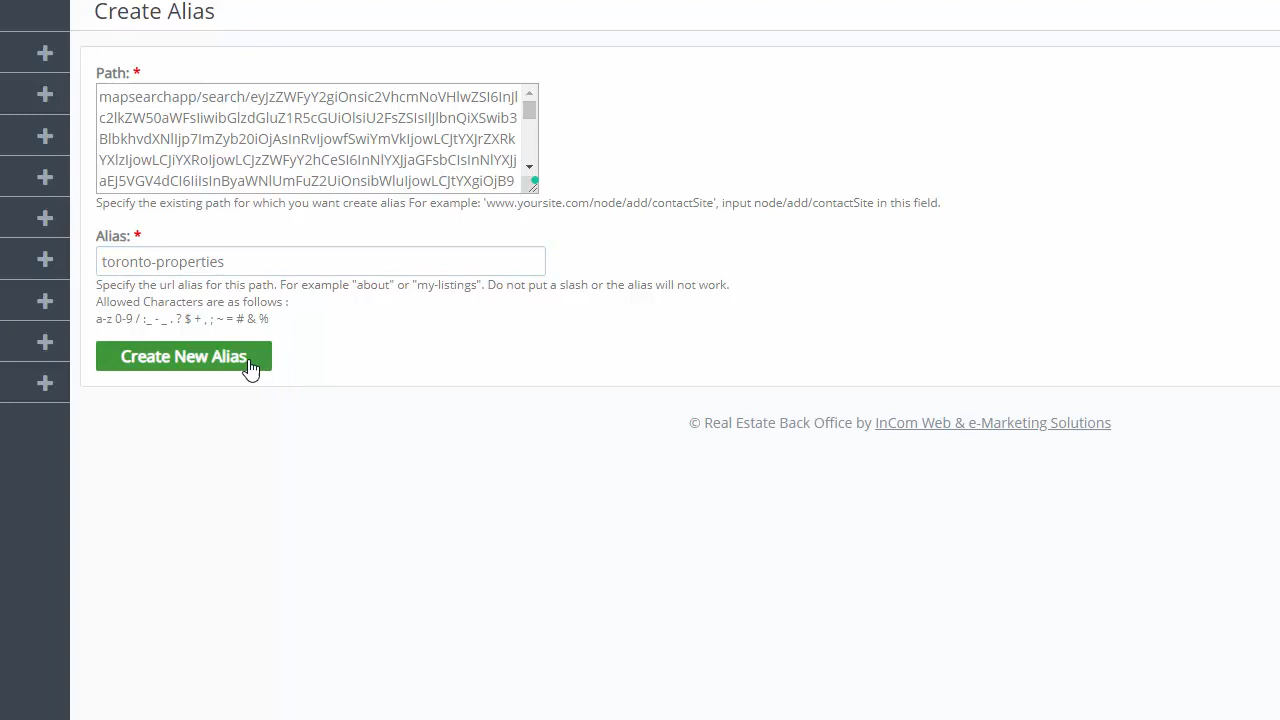 Create Alias
Path: *
mapsearchapp/search/eyJzZWFyY2giOnsic2VhcmNoVHlwZSI6InJl
c2lkZW50aWFsIiwibGlzdGluZ1R5cGUiOlsiU2FsZSIsIlJlbnQiXSwib3
BlbkhvdXNlIjp7ImZyb20iOjAsInRvIjowfSwiYmVkIjowLCJtYXJrZXRk
YXlzIjowLCJiYXRoIjowLCJzZWFyY2hCeSI6InNlYXJjaGFsbCIsInNlYXJj
aEJ5VGV4dCI6IiIsInByaWNlUmFuZ2UiOnsibWluIjowLCJtYXgiOjB9
Specify the existing path for which you want create alias For example: 'www.yoursite.com/node/add/contactSite', input node/add/contactSite in this field.
Alias: *
toronto-properties
Specify the url alias for this path. For example "about" or "my-listings". Do not put a slash or the alias will not work.
Allowed Characters are as follows :
a-z 0-9 / :_ - _ . ? $ + , ; ~ = # & %
Create New Alias
© Real Estate Back Office by InCom Web & e-Marketing Solutions